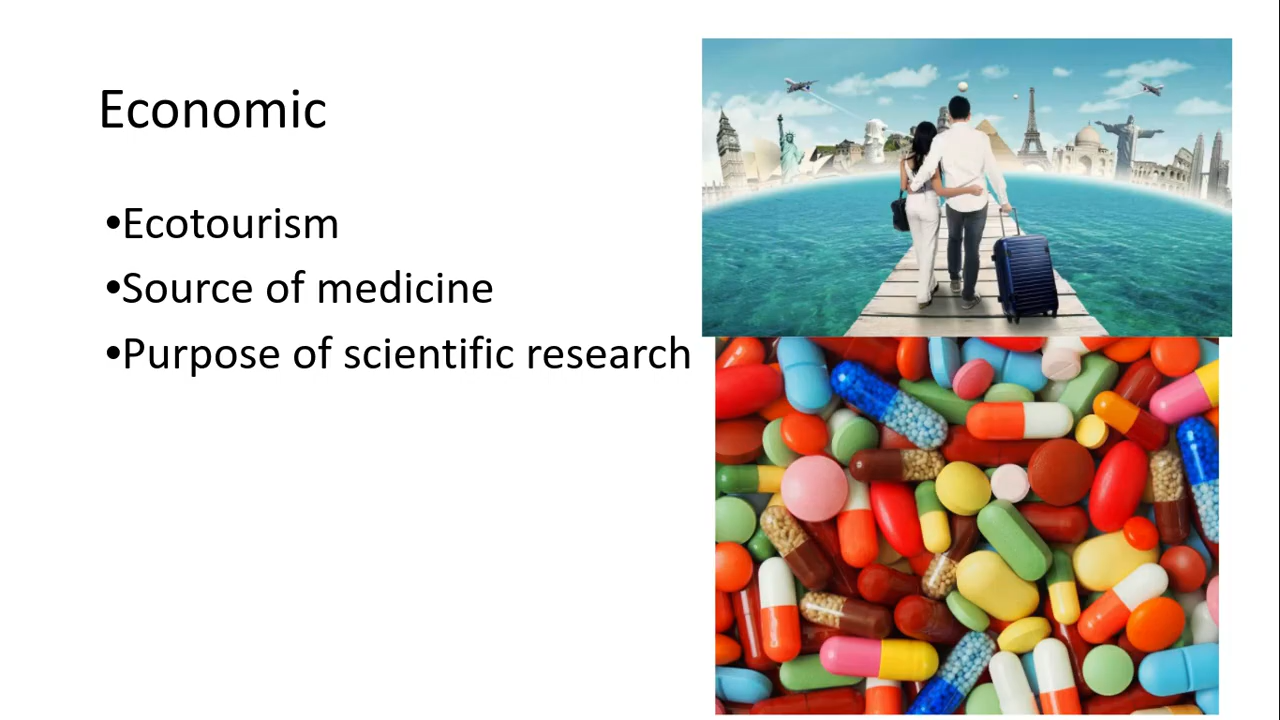 Economic
•Ecotourism
•Source of medicine
•Purpose of scientific research